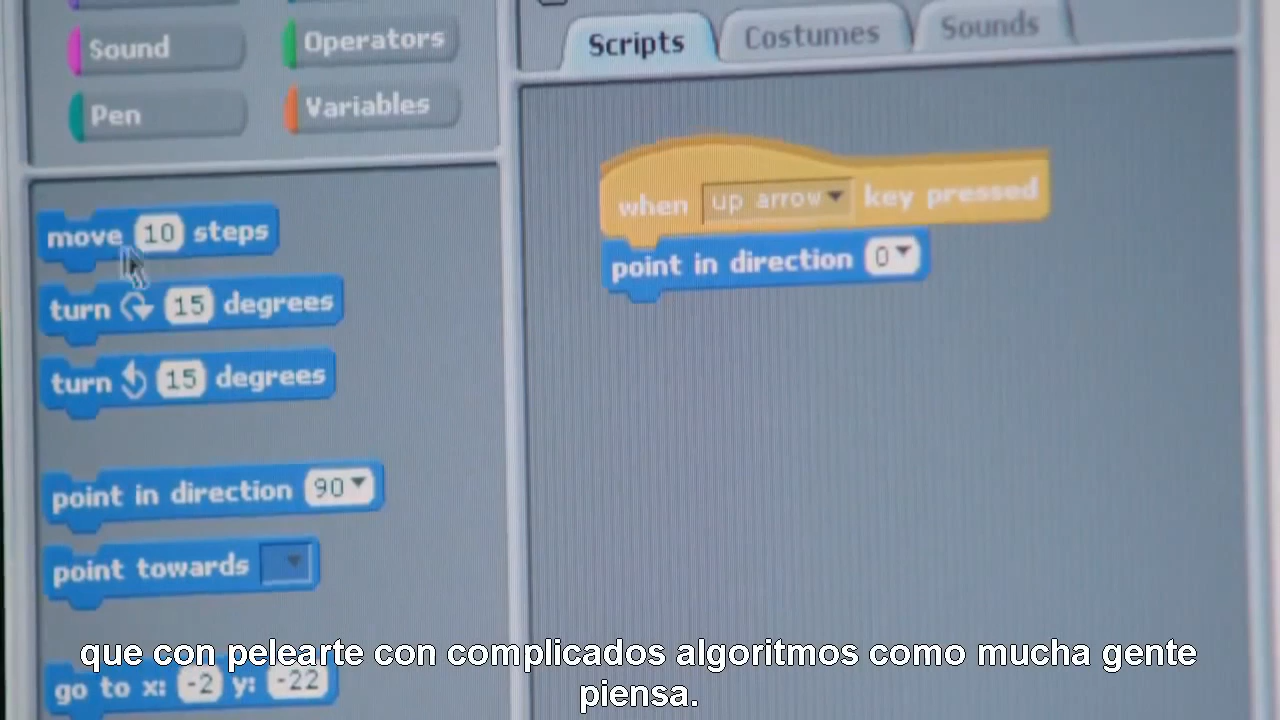 Sound
Operators
Pen
Variables
Scripts
Costumes
Sounds
move 10 steps
turn 15 degrees
turn 15 degrees
point in direction 90
point towards
go to x: -2 y: -22
when up arrow key pressed
point in direction 0
que con pelearte con complicados algoritmos como mucha gente
piensa.